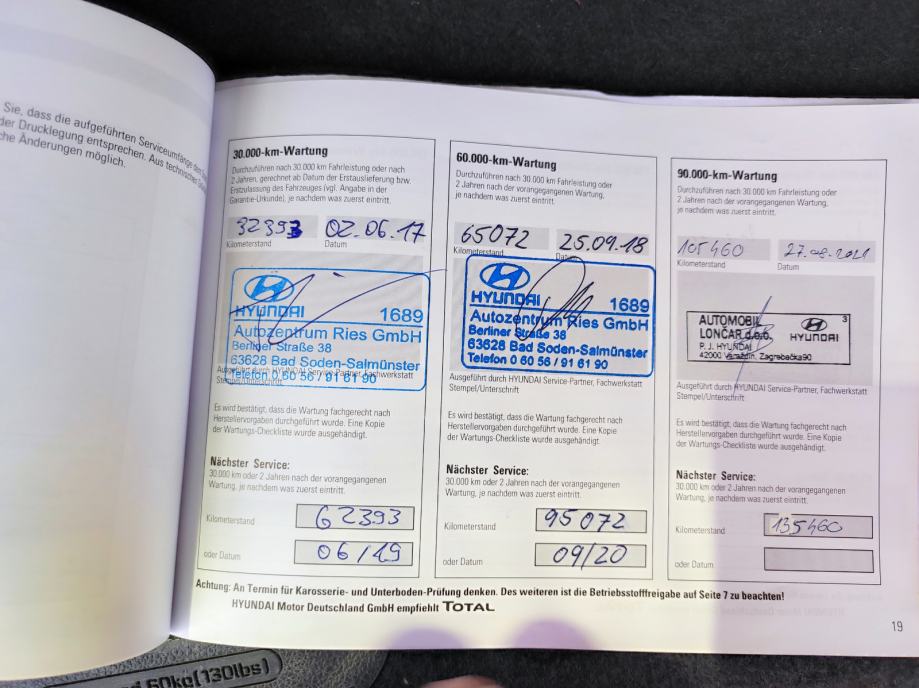 Sie, dass die aufgeführten Serviceumfänge dem
der Drucklegung entsprechen. Aus technischen
che Änderungen möglich.
30.000-km-Wartung
Durchzuführen nach 30.000 km Fahrleistung oder nach
2 Jahren, gerechnet ab Datum der Erstauslieferung bzw.
Erstzulassung des Fahrzeuges (vgl. Angabe in der
Garantie-Urkunde), je nachdem was zuerst eintritt.
32393 02.06.17
Kilometerstand Datum
HYUNDAI 1689
Autozentrum Ries GmbH
Berliner Straße 38
63628 Bad Soden-Salmünster
Telefon 0 60 56 / 91 61 90
Ausgeführt durch HYUNDAI Service-Partner, Fachwerkstatt
Stempel/Unterschrift
Es wird bestätigt, dass die Wartung fachgerecht nach
Herstellervorgaben durchgeführt wurde. Eine Kopie
der Wartungs-Checkliste wurde ausgehändigt.
Nächster Service:
30.000 km oder 2 Jahren nach der vorangegangenen
Wartung, je nachdem was zuerst eintritt.
Kilometerstand 62393
oder Datum 06/19
60.000-km-Wartung
Durchzuführen nach 30.000 km Fahrleistung oder
2 Jahren nach der vorangegangenen Wartung,
je nachdem was zuerst eintritt.
65072 25.09.18
Kilometerstand Datum
HYUNDAI 1689
Autozentrum Ries GmbH
Berliner Straße 38
63628 Bad Soden-Salmünster
Telefon 0 60 56 / 91 61 90
Ausgeführt durch HYUNDAI Service-Partner, Fachwerkstatt
Stempel/Unterschrift
Es wird bestätigt, dass die Wartung fachgerecht nach
Herstellervorgaben durchgeführt wurde. Eine Kopie
der Wartungs-Checkliste wurde ausgehändigt.
Nächster Service:
30.000 km oder 2 Jahren nach der vorangegangenen
Wartung, je nachdem was zuerst eintritt.
Kilometerstand 95072
oder Datum 09/20
90.000-km-Wartung
Durchzuführen nach 30.000 km Fahrleistung oder
2 Jahren nach der vorangegangenen Wartung,
je nachdem was zuerst eintritt.
105460 27.08.2021
Kilometerstand Datum
3
AUTOMOBIL
LONČAR d.o.o. HYUNDAI
P. J. HYUNDAI
42000 Varaždin, Zagrebačka 90
Ausgeführt durch HYUNDAI Service-Partner, Fachwerkstatt
Stempel/Unterschrift
Es wird bestätigt, dass die Wartung fachgerecht nach
Herstellervorgaben durchgeführt wurde. Eine Kopie
der Wartungs-Checkliste wurde ausgehändigt.
Nächster Service:
30.000 km oder 2 Jahren nach der vorangegangenen
Wartung, je nachdem was zuerst eintritt.
Kilometerstand 135460
oder Datum
Achtung: An Termin für Karosserie- und Unterboden-Prüfung denken. Des weiteren ist die Betriebsstofffreigabe auf Seite 7 zu beachten!
HYUNDAI Motor Deutschland GmbH empfiehlt TOTAL
19
60kg(130lbs)